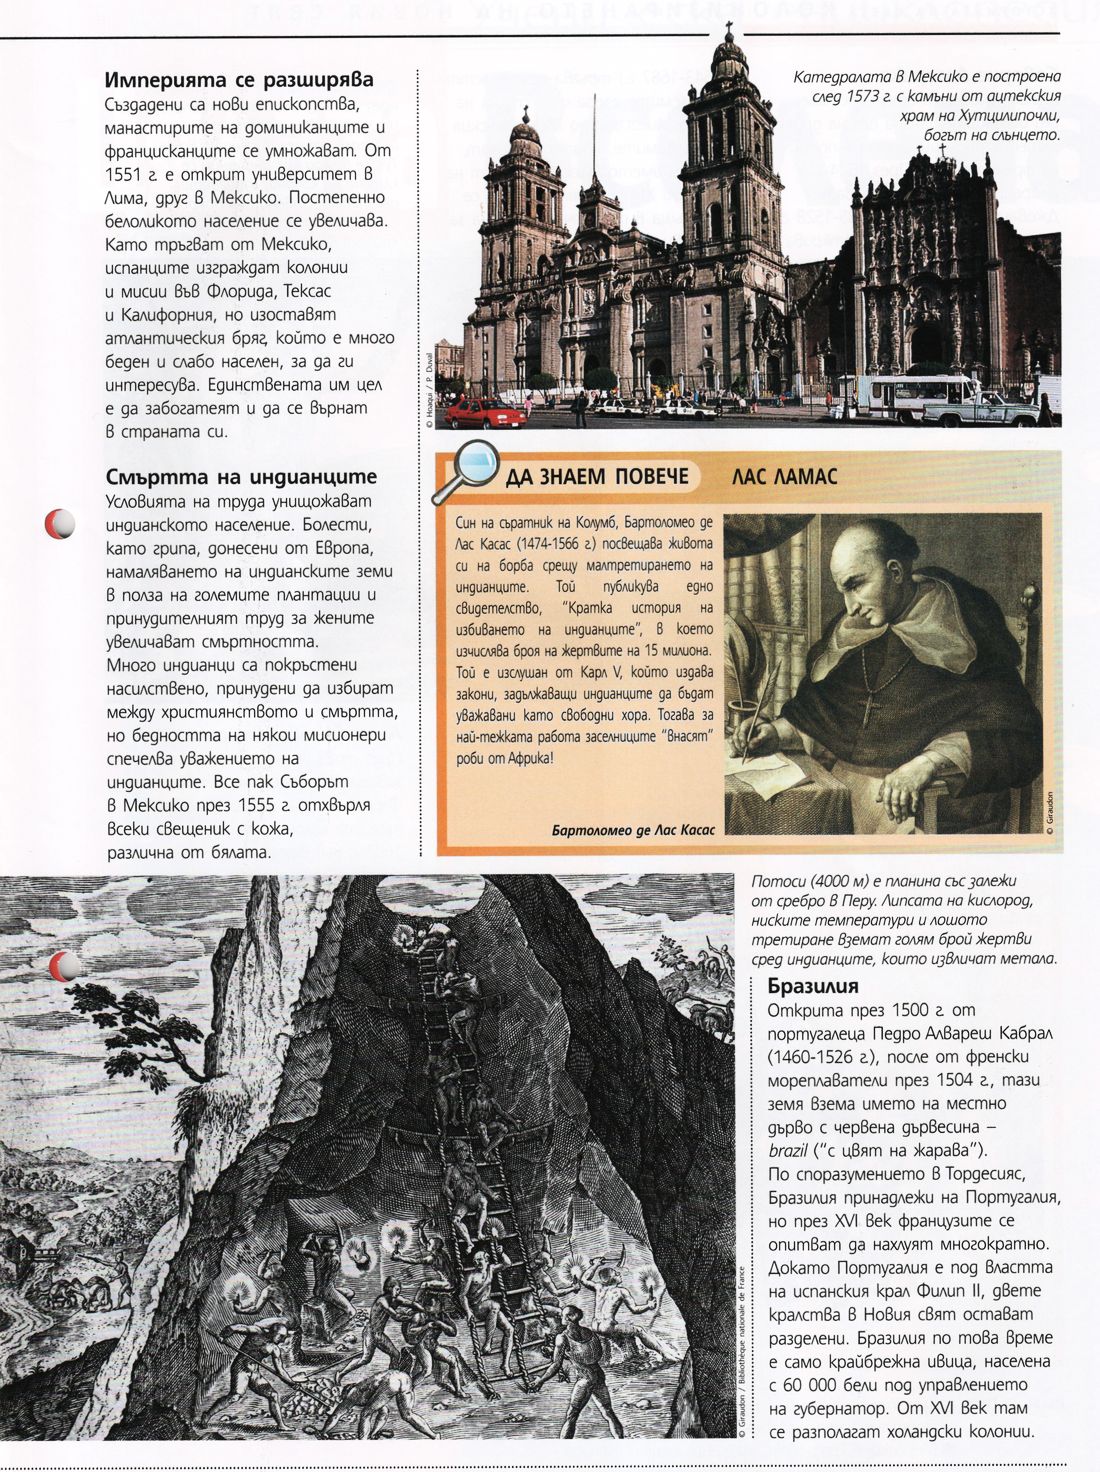 Империята се разширява
Създадени са нови епископства,
манастирите на доминиканците и
францисканците се умножават. От
1551 г. е открит университет в
Лима, друг в Мексико. Постепенно
белоликото население се увеличава.
Като тръгват от Мексико,
испанците изграждат колонии
и мисии във Флорида, Тексас
и Калифорния, но изоставят
атлантическия бряг, който е много
беден и слабо населен, за да ги
интересува. Единствената им цел
е да забогатеят и да се върнат
в страната си.
Смъртта на индианците
Условията на труда унищожават
индианското население. Болести,
като грипа, донесени от Европа,
намаляването на индианските земи
в полза на големите плантации и
принудителният труд за жените
увеличават смъртността.
Много индианци са покръстени
насилствено, принудени да избират
между християнството и смъртта,
но бедността на някои мисионери
спечелва уважението на
индианците. Все пак Съборът
в Мексико през 1555 г. отхвърля
всеки свещеник с кожа,
различна от бялата.
Катедралата в Мексико е построена
след 1573 г. с камъни от ацтекския
храм на Хутцилипочли,
богът на слънцето.
© Hoaqui / P. Duval
ДА ЗНАЕМ ПОВЕЧЕ ЛАС ЛАМАС
Син на съратник на Колумб, Бартоломео де
Лас Касас (1474-1566 г.) посвещава живота
си на борба срещу малтретирането на
индианците. Той публикува едно
свидетелство, “Кратка история на
избиването на индианците”, в което
изчислява броя на жертвите на 15 милиона.
Той е изслушан от Карл V, който издава
закони, задължаващи индианците да бъдат
уважавани като свободни хора. Тогава за
най-тежката работа заселниците “внасят”
роби от Африка!
Бартоломео де Лас Касас
© Giraudon
Потоси (4000 м) е планина със залежи
от сребро в Перу. Липсата на кислород,
ниските температури и лошото
третиране вземат голям брой жертви
сред индианците, които извличат метала.
© Giraudon / Bibliothèque nationale de France
Бразилия
Открита през 1500 г. от
португалеца Педро Алвареш Кабрал
(1460-1526 г.), после от френски
мореплаватели през 1504 г., тази
земя взема името на местно
дърво с червена дървесина –
brazil (“с цвят на жарава”).
По споразумението в Тордесияс,
Бразилия принадлежи на Португалия,
но през XVI век французите се
опитват да нахлуят многократно.
Докато Португалия е под властта
на испанския крал Филип II, двете
кралства в Новия свят остават
разделени. Бразилия по това време
е само крайбрежна ивица, населена
с 60 000 бели под управлението
на губернатор. От XVI век там
се разполагат холандски колонии.